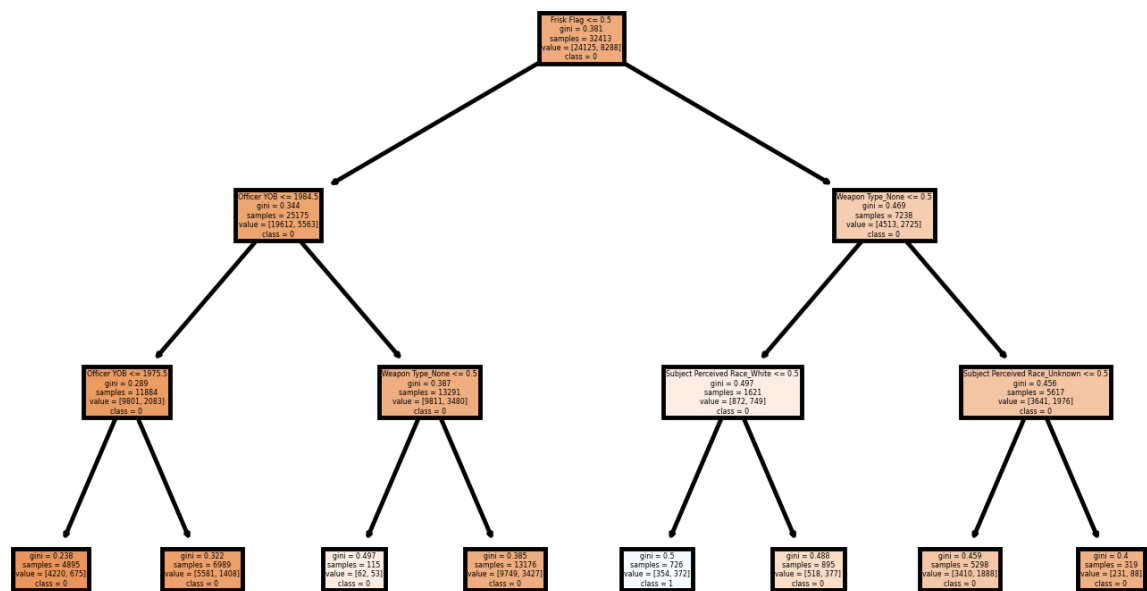 Frisk Flag <= 0.5
gini = 0.381
samples = 32413
value = [24125, 8288]
class = 0
Officer YOB <= 1984.5
gini = 0.344
samples = 25175
value = [19612, 5563]
class = 0
Weapon Type_None <= 0.5
gini = 0.469
samples = 7238
value = [4513, 2725]
class = 0
Officer YOB <= 1975.5
gini = 0.289
samples = 11884
value = [9801, 2083]
class = 0
Weapon Type_None <= 0.5
gini = 0.387
samples = 13291
value = [9811, 3480]
class = 0
Subject Perceived Race_White <= 0.5
gini = 0.497
samples = 1621
value = [872, 749]
class = 0
Subject Perceived Race_Unknown <= 0.5
gini = 0.456
samples = 5617
value = [3641, 1976]
class = 0
gini = 0.238
samples = 4895
value = [4220, 675]
class = 0
gini = 0.322
samples = 6989
value = [5581, 1408]
class = 0
gini = 0.497
samples = 115
value = [62, 53]
class = 0
gini = 0.385
samples = 13176
value = [9749, 3427]
class = 0
gini = 0.5
samples = 726
value = [354, 372]
class = 1
gini = 0.488
samples = 895
value = [518, 377]
class = 0
gini = 0.459
samples = 5298
value = [3410, 1888]
class = 0
gini = 0.4
samples = 319
value = [231, 88]
class = 0